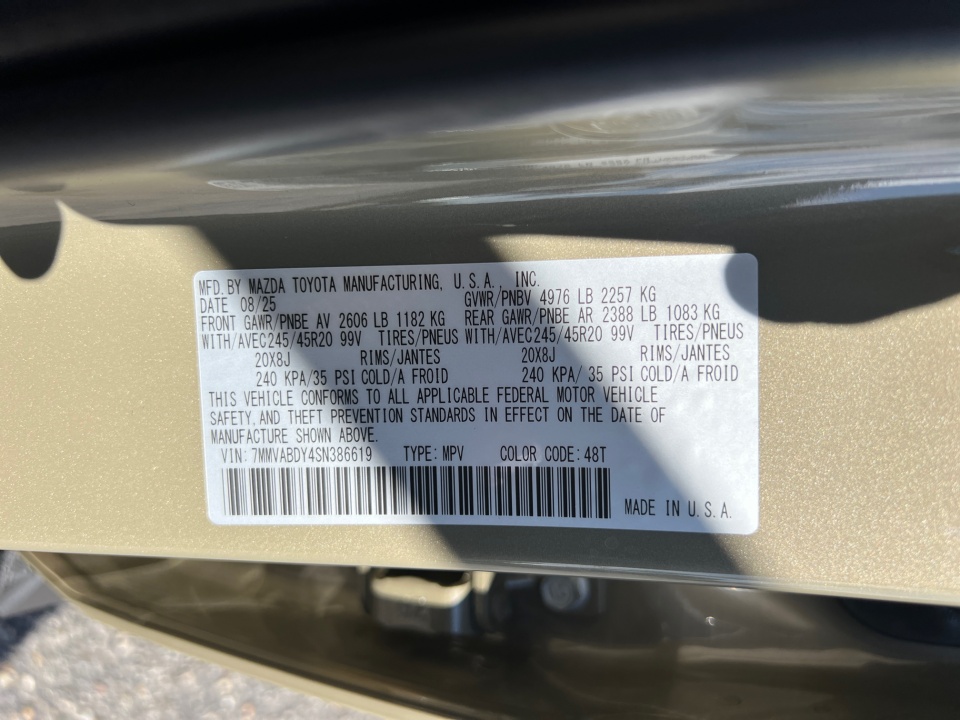 MFD. BY MAZDA TOYOTA MANUFACTURING, U.S.A., INC.
DATE 08/25 GVWR/PNBV 4976 LB 2257 KG
FRONT GAWR/PNBE AV 2606 LB 1182 KG REAR GAWR/PNBE AR 2388 LB 1083 KG
WITH/AVEC245/45R20 99V TIRES/PNEUS WITH/AVEC245/45R20 99V TIRES/PNEUS
20X8J RIMS/JANTES 20X8J RIMS/JANTES
240 KPA/35 PSI COLD/A FROID 240 KPA/ 35 PSI COLD/A FROID
THIS VEHICLE CONFORMS TO ALL APPLICABLE FEDERAL MOTOR VEHICLE
SAFETY, AND THEFT PREVENTION STANDARDS IN EFFECT ON THE DATE OF
MANUFACTURE SHOWN ABOVE.
VIN: 7MMVABDY4SN386619 TYPE: MPV COLOR CODE: 48T
MADE IN U.S.A.